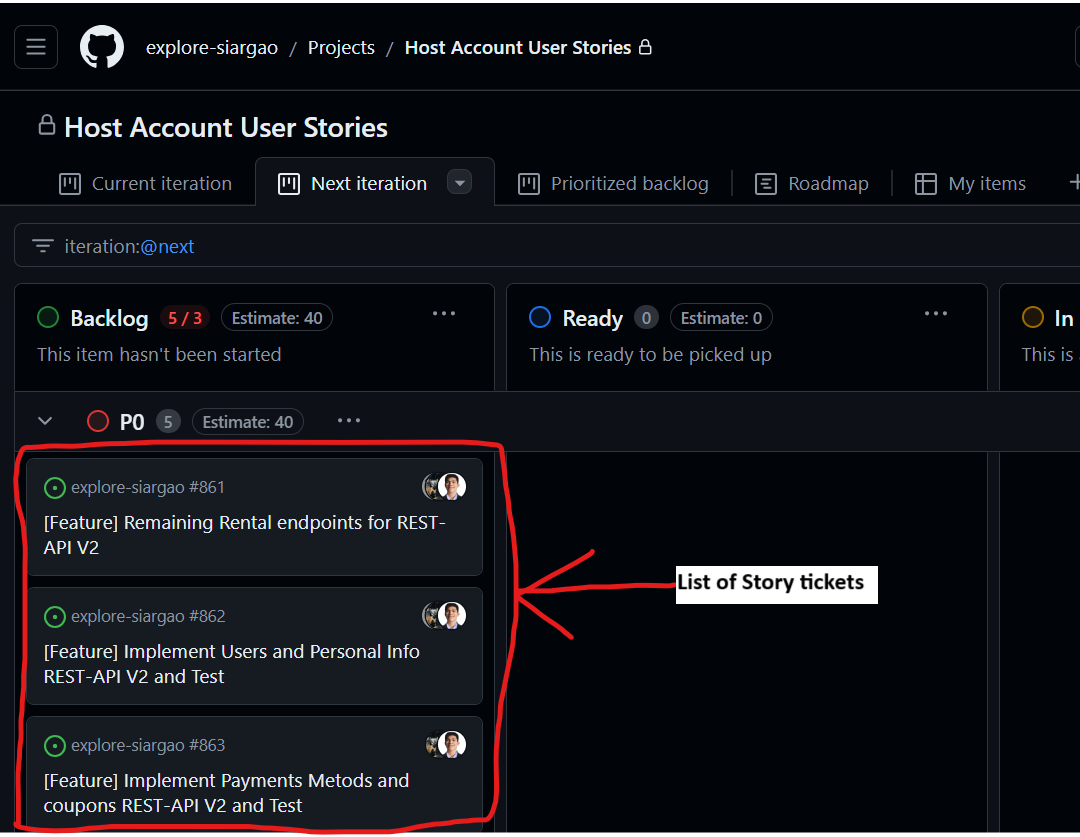 explore-siargao / Projects / Host Account User Stories
Host Account User Stories
Current iteration Next iteration Prioritized backlog Roadmap My items
iteration:@next
Backlog 5 / 3 Estimate: 40 Ready 0 Estimate: 0 In
This item hasn't been started This is ready to be picked up This is
P0 5 Estimate: 40
explore-siargao #861
[Feature] Remaining Rental endpoints for REST-
API V2
List of Story tickets
explore-siargao #862
[Feature] Implement Users and Personal Info
REST-API V2 and Test
explore-siargao #863
[Feature] Implement Payments Metods and
coupons REST-API V2 and Test